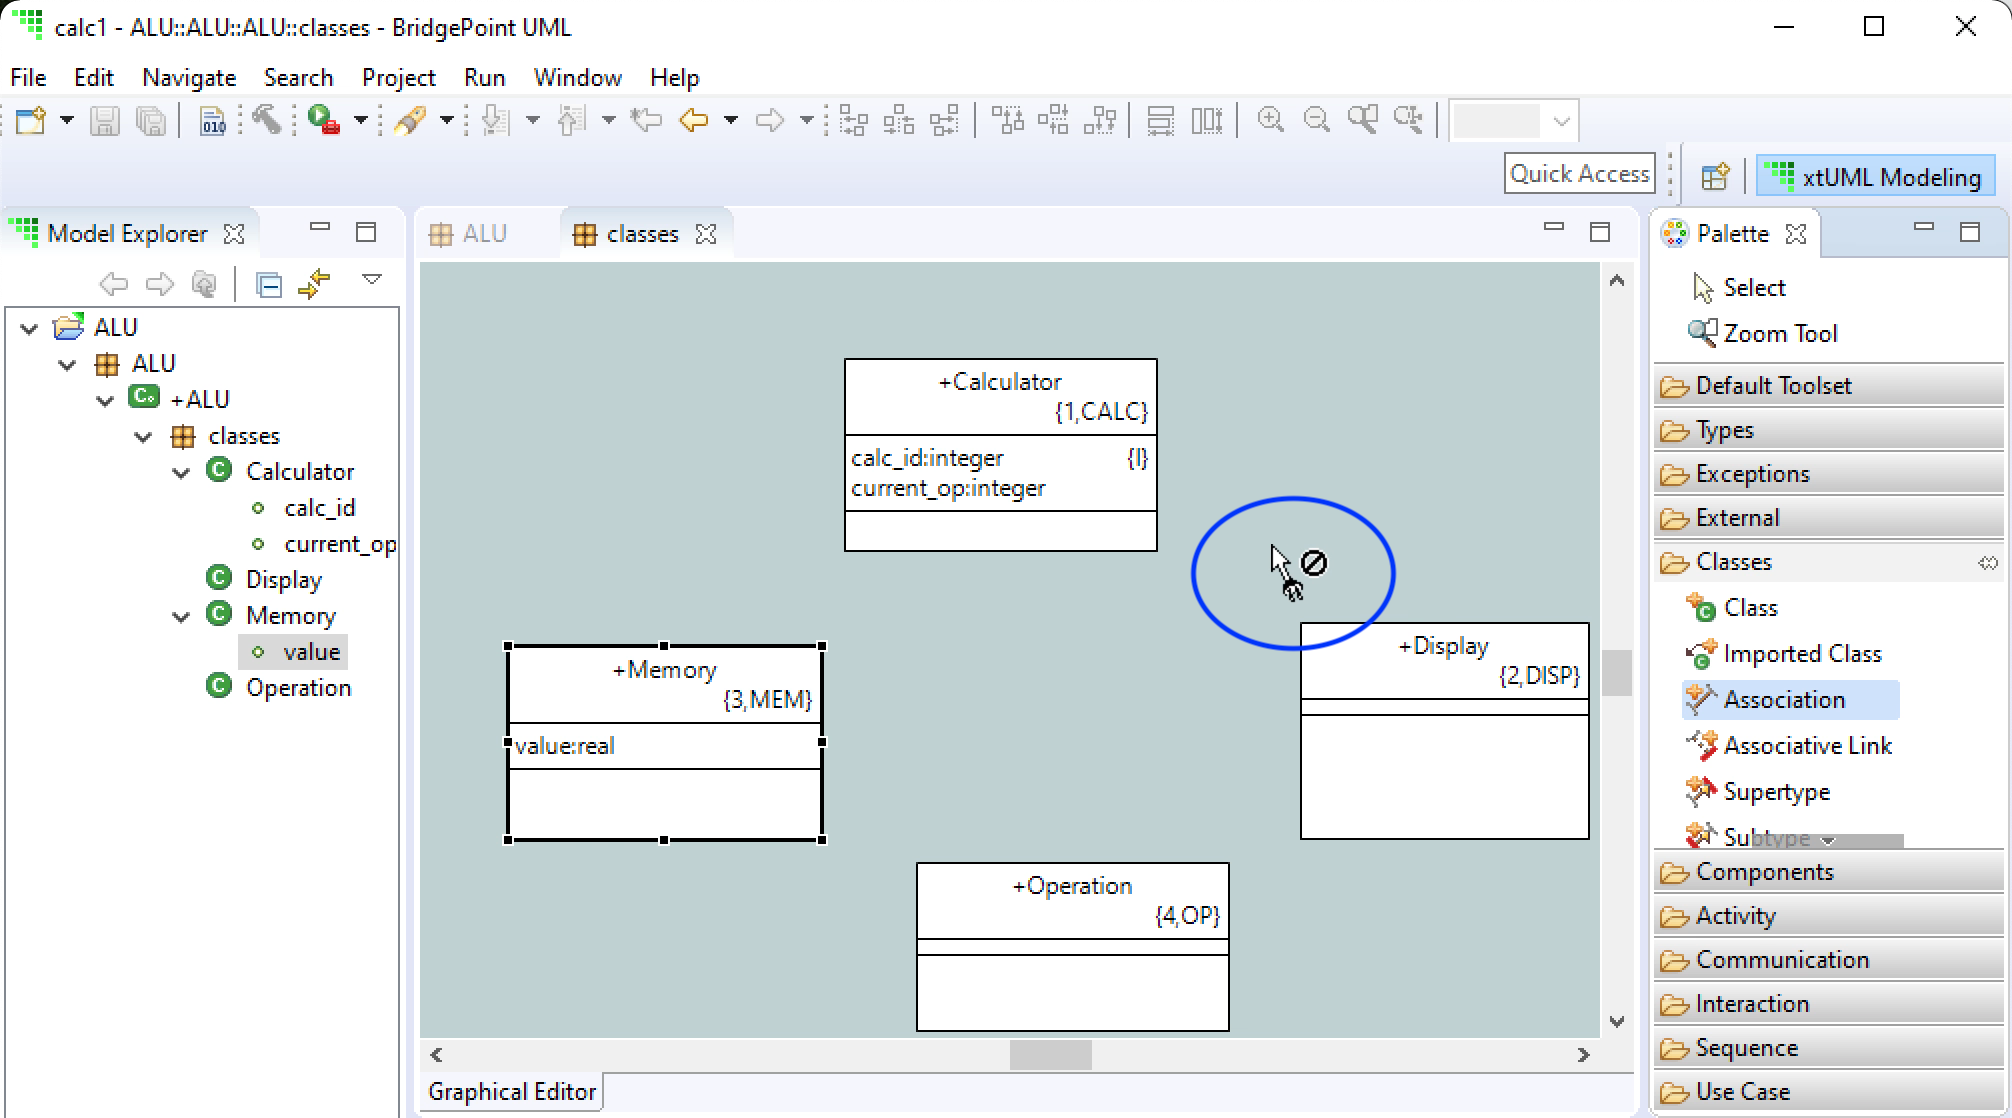 calc1 - ALU::ALU::ALU::classes - BridgePoint UML
File Edit Navigate Search Project Run Window Help
010
Quick Access
xtUML Modeling
Model Explorer
ALU
ALU
+ALU
classes
Calculator
calc_id
current_op
Display
Memory
value
Operation
ALU
classes
+Calculator
{1,CALC}
calc_id:integer {I}
current_op:integer
+Memory
{3,MEM}
value:real
+Display
{2,DISP}
+Operation
{4,OP}
Graphical Editor
Palette
Select
Zoom Tool
Default Toolset
Types
Exceptions
External
Classes
Class
Imported Class
Association
Associative Link
Supertype
Subtype
Components
Activity
Communication
Interaction
Sequence
Use Case